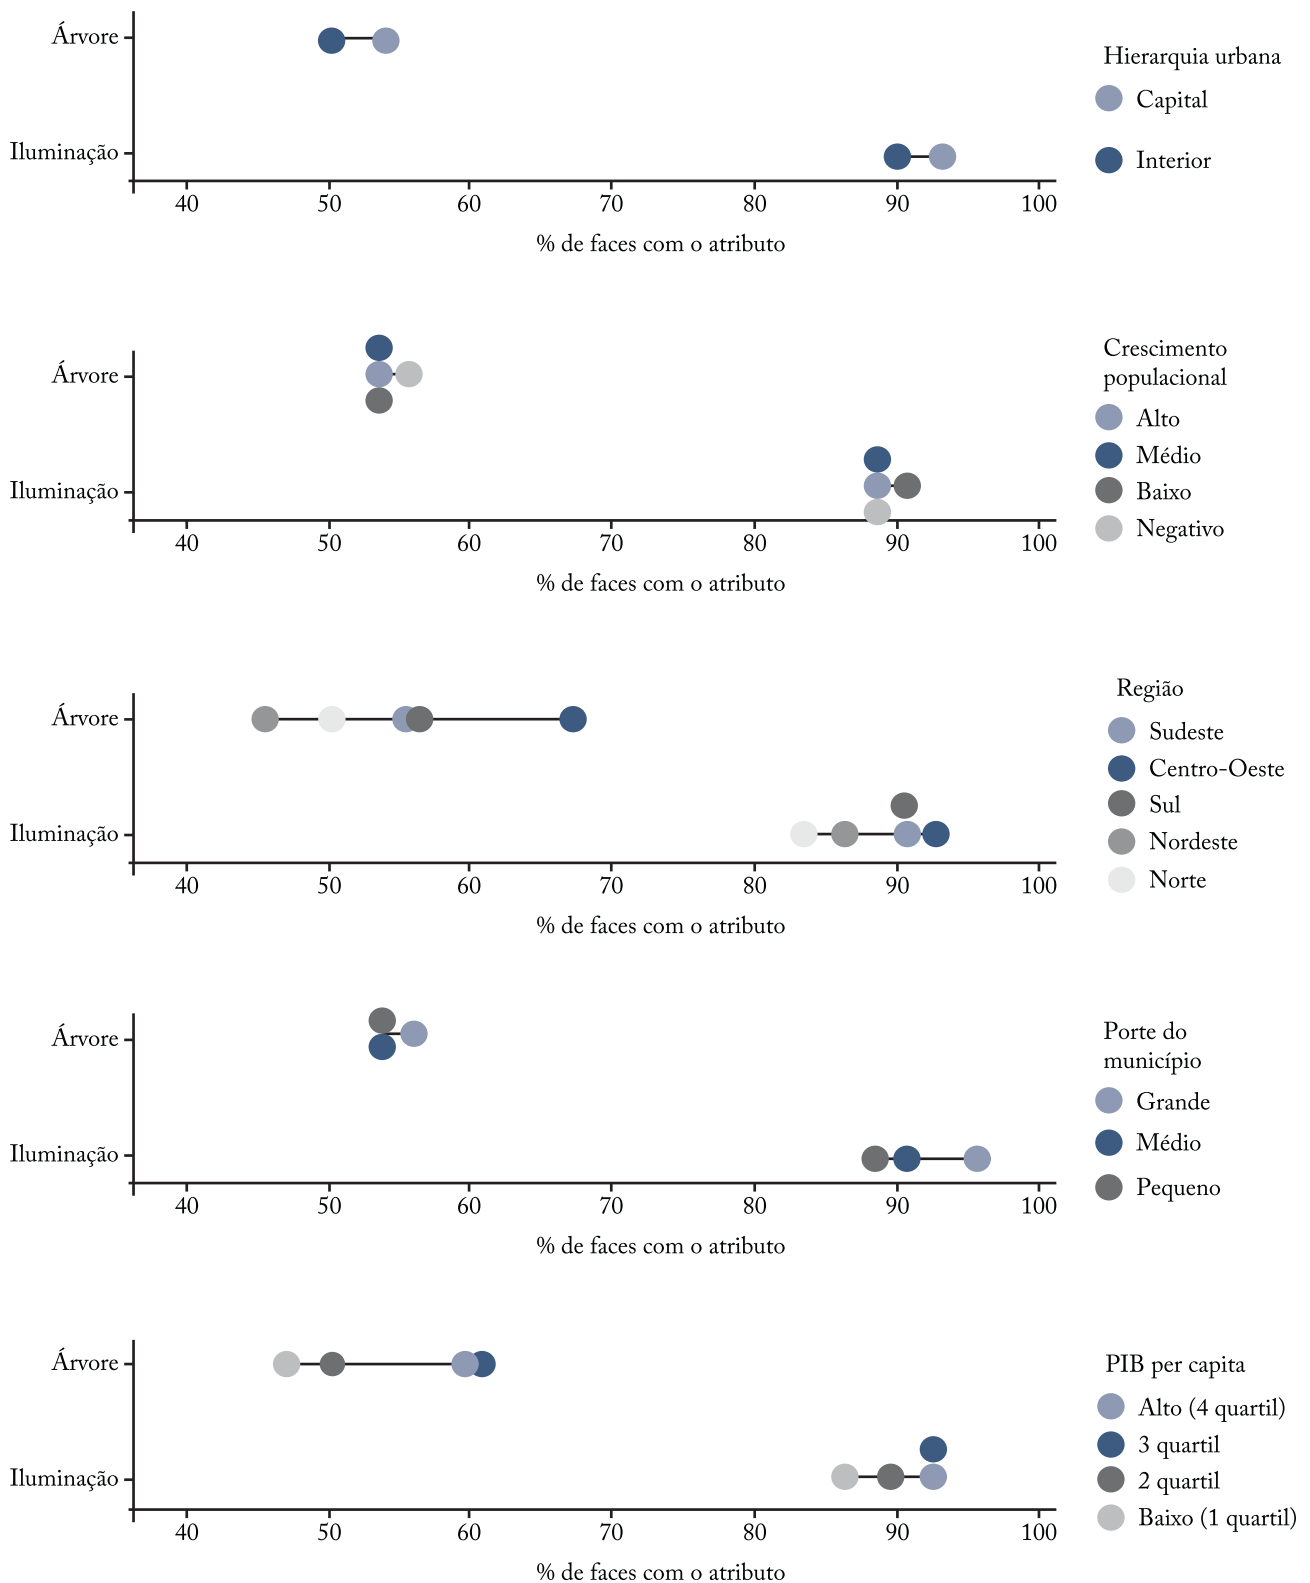 Árvore
Iluminação
40 50 60 70 80 90 100
% de faces com o atributo
Hierarquia urbana
Capital
Interior
Árvore
Iluminação
40 50 60 70 80 90 100
% de faces com o atributo
Crescimento
populacional
Alto
Médio
Baixo
Negativo
Árvore
Iluminação
40 50 60 70 80 90 100
% de faces com o atributo
Região
Sudeste
Centro-Oeste
Sul
Nordeste
Norte
Árvore
Iluminação
40 50 60 70 80 90 100
% de faces com o atributo
Porte do
município
Grande
Médio
Pequeno
Árvore
Iluminação
40 50 60 70 80 90 100
% de faces com o atributo
PIB per capita
Alto (4 quartil)
3 quartil
2 quartil
Baixo (1 quartil)